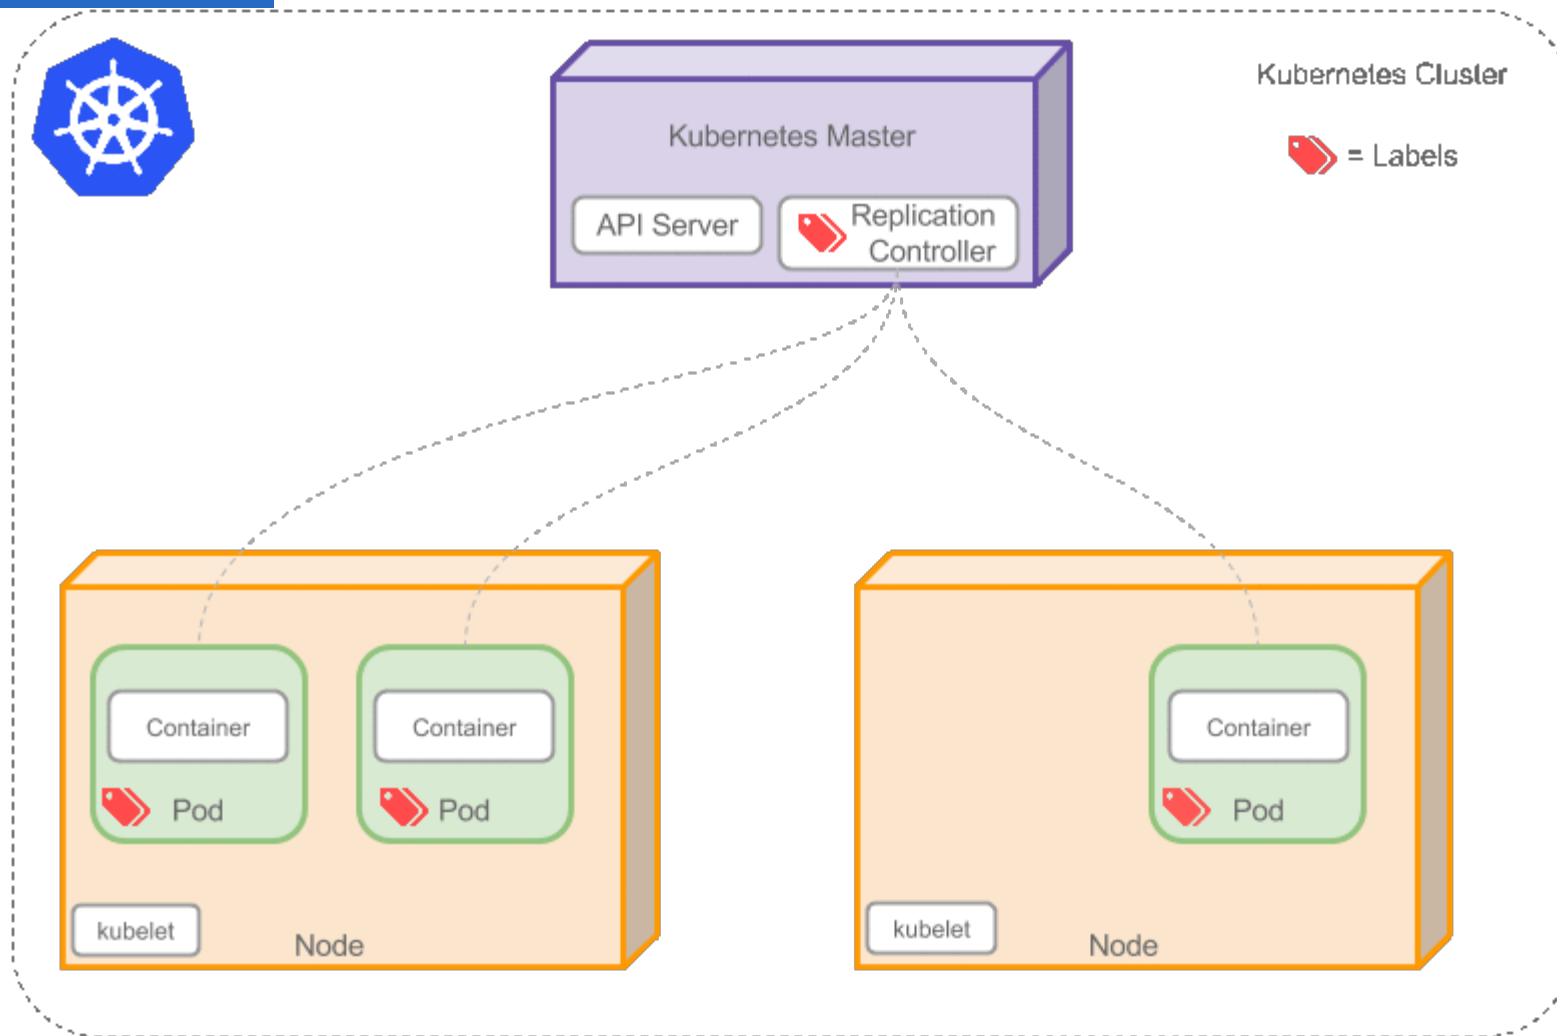 Kubernetes Cluster
= Labels
Kubernetes Master
API Server
Replication
Controller
Container
Pod
Container
Pod
kubelet
Node
Container
Pod
kubelet
Node